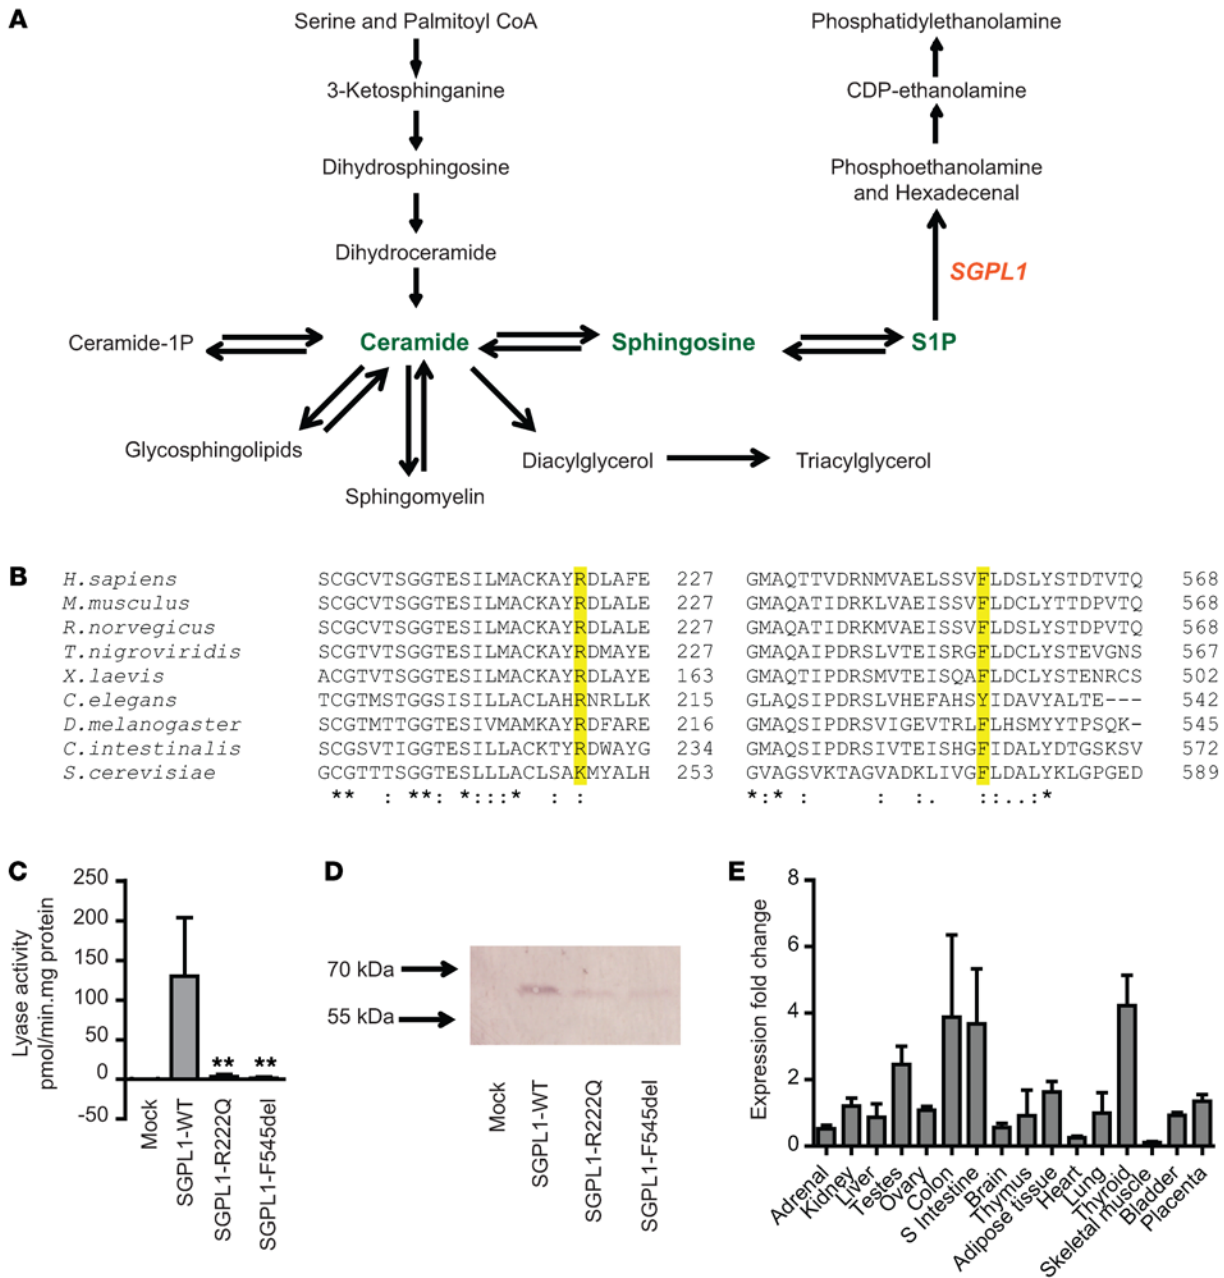 A
Serine and Palmitoyl CoA
Phosphatidylethanolamine
3-Ketosphinganine
CDP-ethanolamine
Dihydrosphingosine
Phosphoethanolamine
and Hexadecenal
Dihydroceramide
SGPL1
Ceramide-1P
Ceramide
Sphingosine
S1P
Glycosphingolipids
Diacylglycerol
Triacylglycerol
Sphingomyelin
B
H.sapiens SCGCVTSGGTESILMACKAYRDLAFE 227 GMAQTTVDRNMVAELSSVFLDSLYSTDTVTQ 568
M.musculus SCGCVTSGGTESILMACKAYRDLALE 227 GMAQATIDRKLVAEISSVFLDCLYTTDPVTQ 568
R.norvegicus SCGCVTSGGTESILMACKAYRDLALE 227 GMAQATIDRKMVAEISSVFLDSLYSTDPVTQ 568
T.nigroviridis SCGCVTSGGTESILMACKAYRDMAYE 227 GMAQAIPDRSLVTEISRGFLDCLYSTEVGNS 567
X.laevis ACGTVTSGGTESILMACKAYRDLAYE 163 GMAQTIPDRSMVTEISQAFLDCLYSTENRCS 502
C.elegans TCGTMSTGGSISILLACLAHRNRLLK 215 GLAQSIPDRSLVHEFAHSYIDAVYALTE--- 542
D.melanogaster SCGTMTTGGTESIVMAMKAYRDFARE 216 GMAQSIPDRSVIGEVTRLFLHSMYYTPSQK- 545
C.intestinalis SCGSVTIGGTESILLACKTYRDWAYG 234 GMAQSIPDRSIVTEISHGFIDALYDTGSKSV 572
S.cerevisiae GCGTTTSGGTESLLLACLSAKMYALH 253 GVAGSVKTAGVADKLIVGFLDALYKLGPGED 589
** : **:* *:::* : : *:* : : :. ::..:*
C
Lyase activity
pmol/min.mg protein
250
200
150
100
50
0
-50
**
**
Mock
SGPL1-WT
SGPL1-R222Q
SGPL1-F545del
D
70 kDa
55 kDa
Mock
SGPL1-WT
SGPL1-R222Q
SGPL1-F545del
E
Expression fold change
8
6
4
2
0
Adrenal
Kidney
Liver
Testes
Ovary
Colon
S Intestine
Brain
Thymus
Adipose tissue
Heart
Lung
Thyroid
Skeletal muscle
Bladder
Placenta